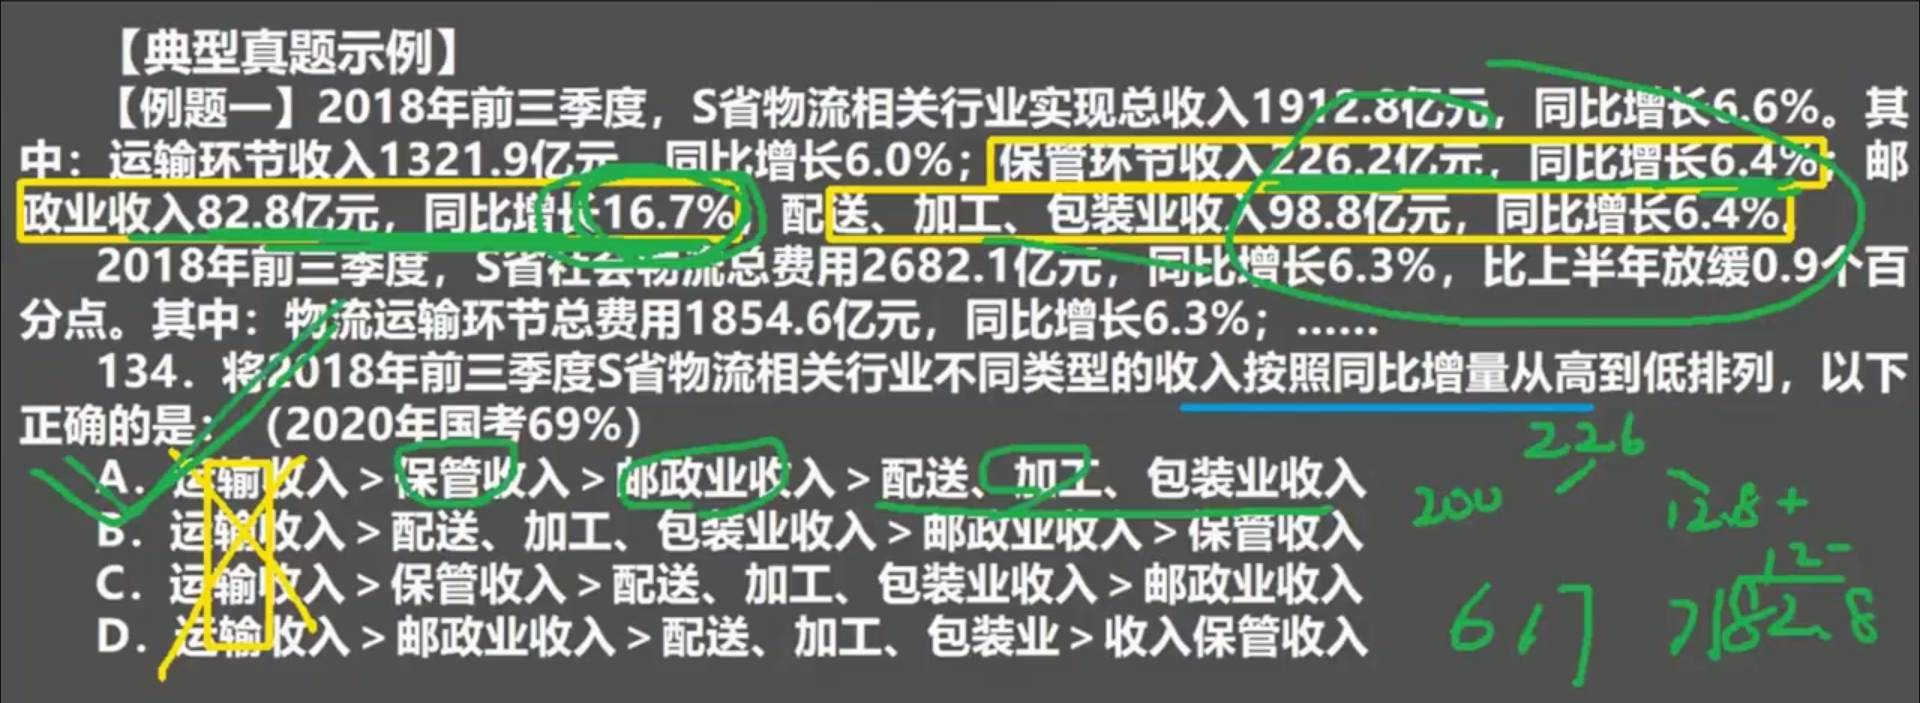 【典型真题示例】
【例题一】2018年前三季度，S省物流相关行业实现总收入1912.8亿元，同比增长6.6%。其
中：运输环节收入1321.9亿元，同比增长6.0%；保管环节收入226.2亿元，同比增长6.4%；邮
政业收入82.8亿元，同比增长16.7%，配送、加工、包装业收入98.8亿元，同比增长6.4%。
2018年前三季度，S省社会物流总费用2682.1亿元，同比增长6.3%，比上半年放缓0.9个百
分点。其中：物流运输环节总费用1854.6亿元，同比增长6.3%；……
134. 将2018年前三季度S省物流相关行业不同类型的收入按照同比增量从高到低排列，以下
正确的是：（2020年国考69%）
A. 运输收入＞保管收入＞邮政业收入＞配送、加工、包装业收入
B. 运输收入＞配送、加工、包装业收入＞邮政业收入＞保管收入
C. 运输收入＞保管收入＞配送、加工、包装业收入＞邮政业收入
D. 运输收入＞邮政业收入＞配送、加工、包装业＞收入保管收入
226
200
12.8+
12-
6 1 7
7 82.8